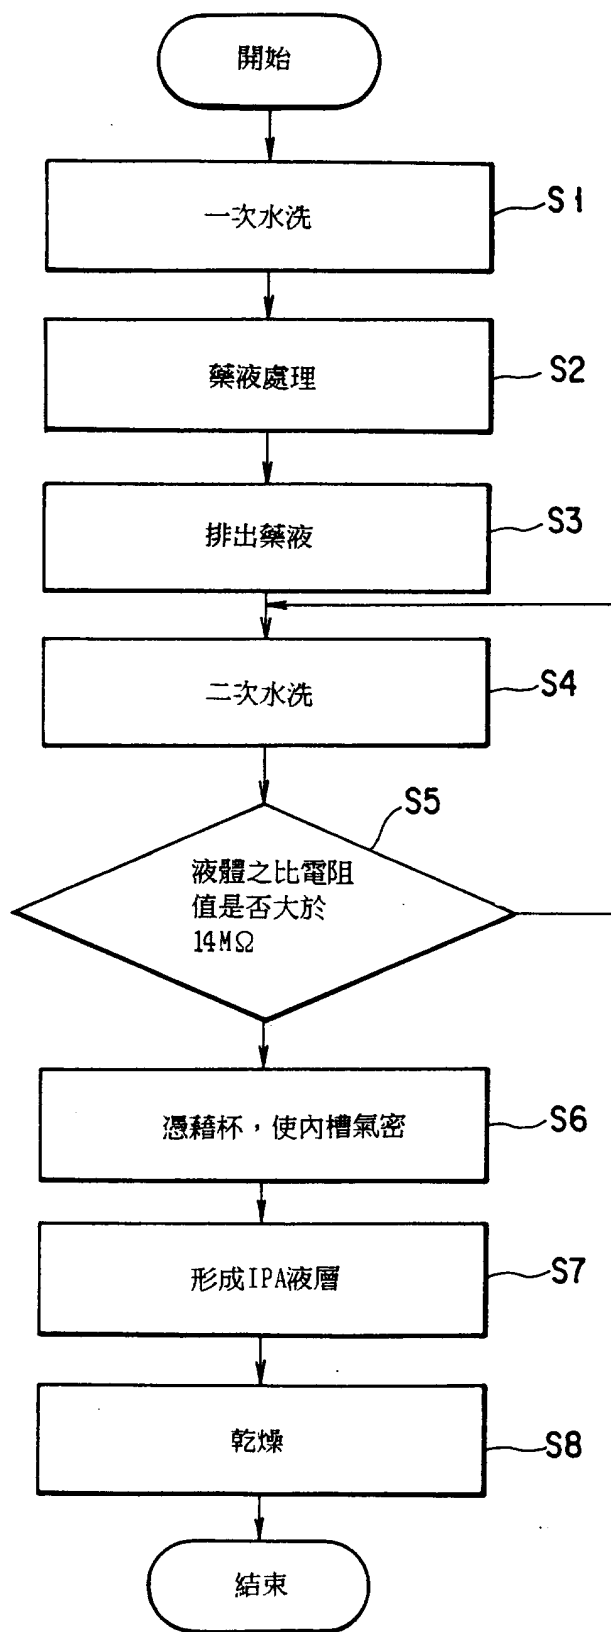 開始
一次水洗
S1
藥液處理
S2
排出藥液
S3
二次水洗
S4
S5
液體之比電阻
值是否大於
14MΩ
憑藉杯，使內槽氣密
S6
形成IPA液層
S7
乾燥
S8
結束